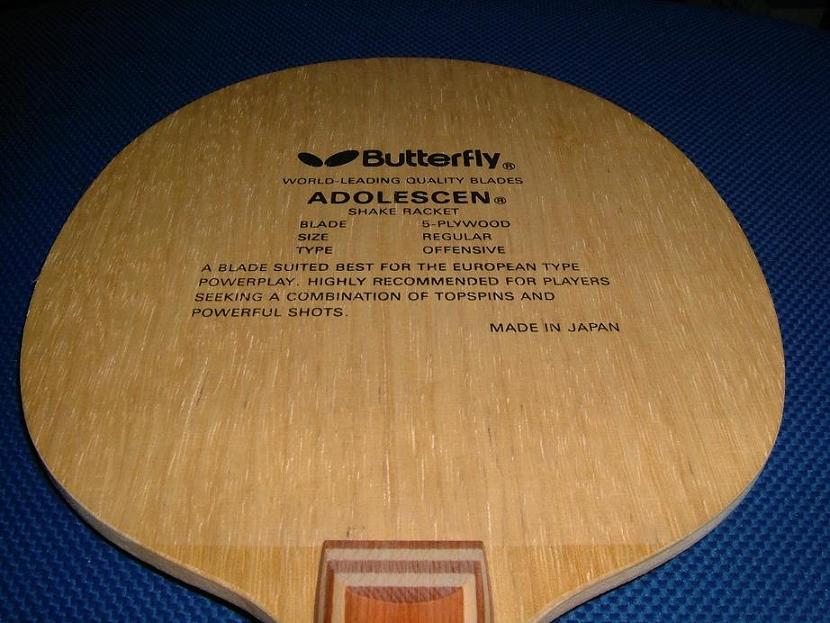 Butterfly®
WORLD-LEADING QUALITY BLADES
ADOLESCEN®
SHAKE RACKET
BLADE 5-PLYWOOD
SIZE REGULAR
TYPE OFFENSIVE
A BLADE SUITED BEST FOR THE EUROPEAN TYPE
POWERPLAY. HIGHLY RECOMMENDED FOR PLAYERS
SEEKING A COMBINATION OF TOPSPINS AND
POWERFUL SHOTS.
MADE IN JAPAN